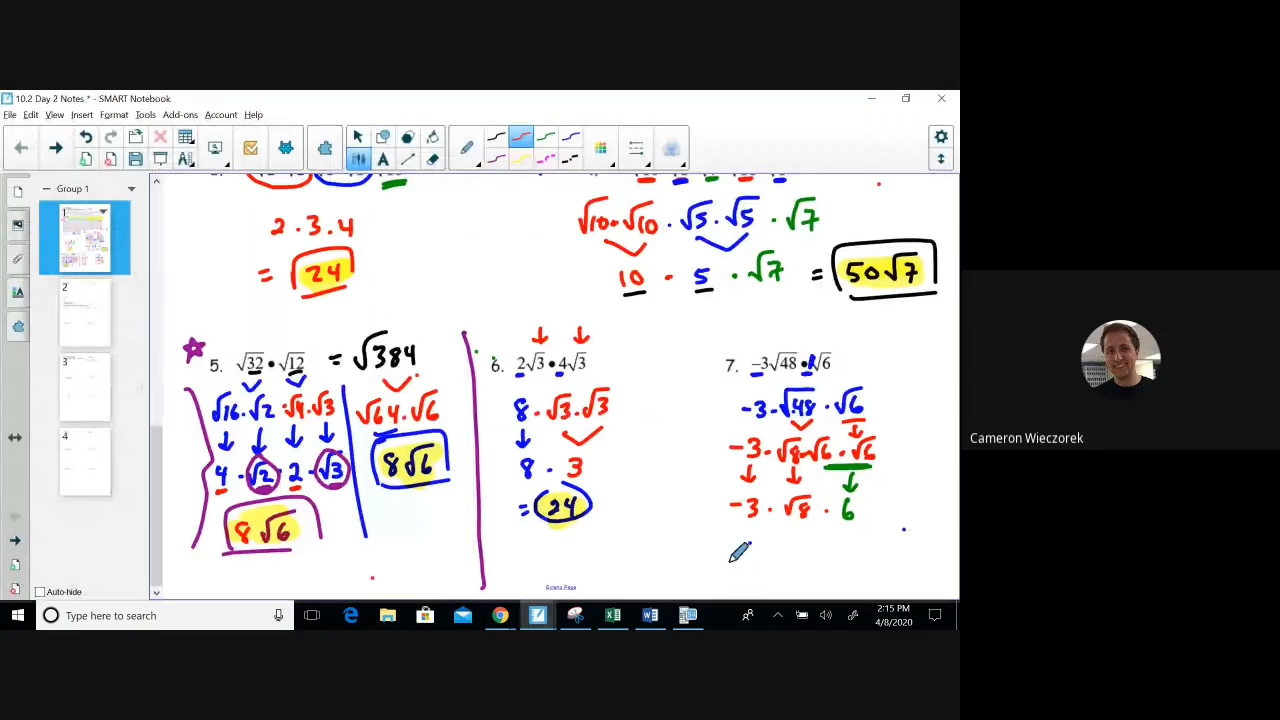 10.2 Day 2 Notes * - SMART Notebook
File Edit View Insert Format Tools Add-ons Account Help
Group 1
1
2
3
4
√10·√10 · √5·√5 · √7
2·3·4
= 24
10 · 5 · √7 = 50√7
5. √32 • √12 = √384
√16·√2 ·√4·√3
4·√2 2·√3
8√6
√64·√6
8√6
6. 2√3 • 4√3
8·√3·√3
8·3
= 24
7. -3√48 • √6
-3·√48·√6
-3·√8·√6·√6
-3·√8·6
Extend Page
Auto-hide
Type here to search
2:15 PM
4/8/2020
Cameron Wieczorek